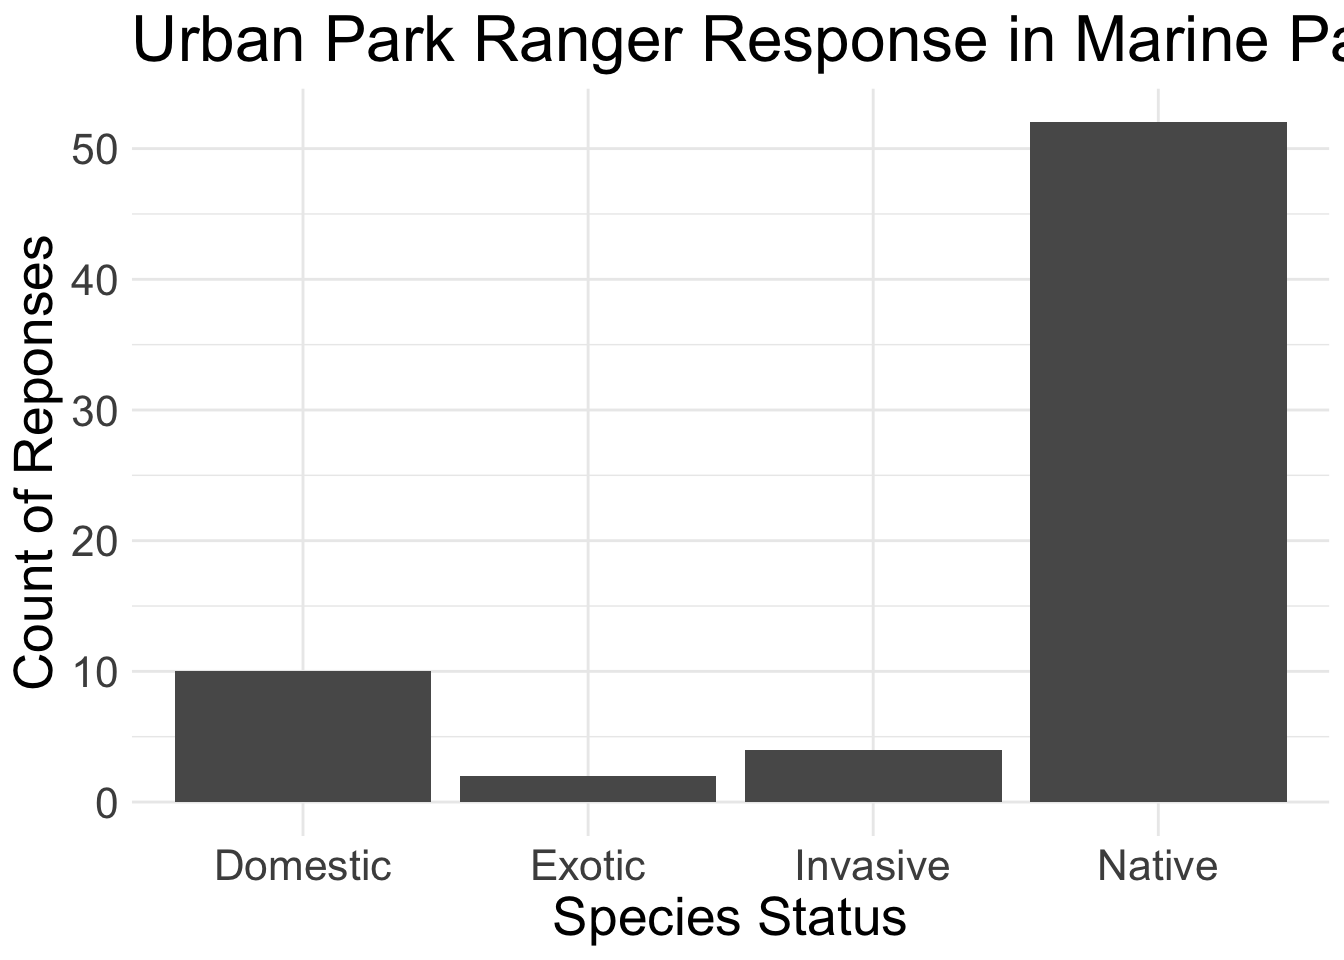 Urban Park Ranger Response in Marine
50
40
30
20
10
0
Count of Reponses
Domestic Exotic Invasive Native
Species Status